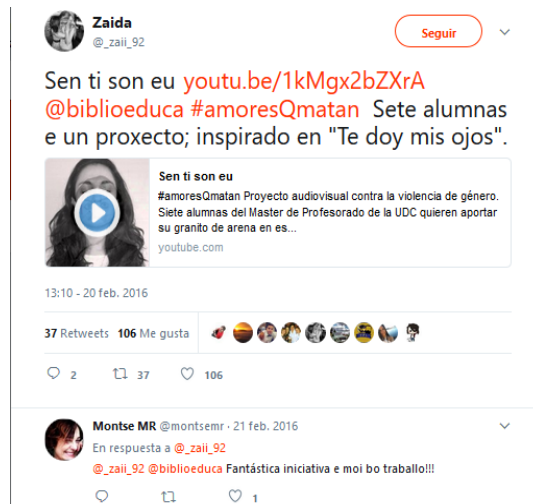 Zaida
@_zaii_92
Seguir
Sen ti son eu youtu.be/1kMgx2bZXrA
@biblioeduca #amoresQmatan Sete alumnas
e un proxecto; inspirado en "Te doy mis ojos".
Sen ti son eu
#amoresQmatan Proyecto audiovisual contra la violencia de género.
Siete alumnas del Master de Profesorado de la UDC quieren aportar
su granito de arena en es...
youtube.com
13:10 - 20 feb. 2016
37 Retweets 106 Me gusta
2 37 106
Montse MR @montsemr · 21 feb. 2016
En respuesta a @_zaii_92
@_zaii_92 @biblioeduca Fantástica iniciativa e moi bo traballo!!!
1